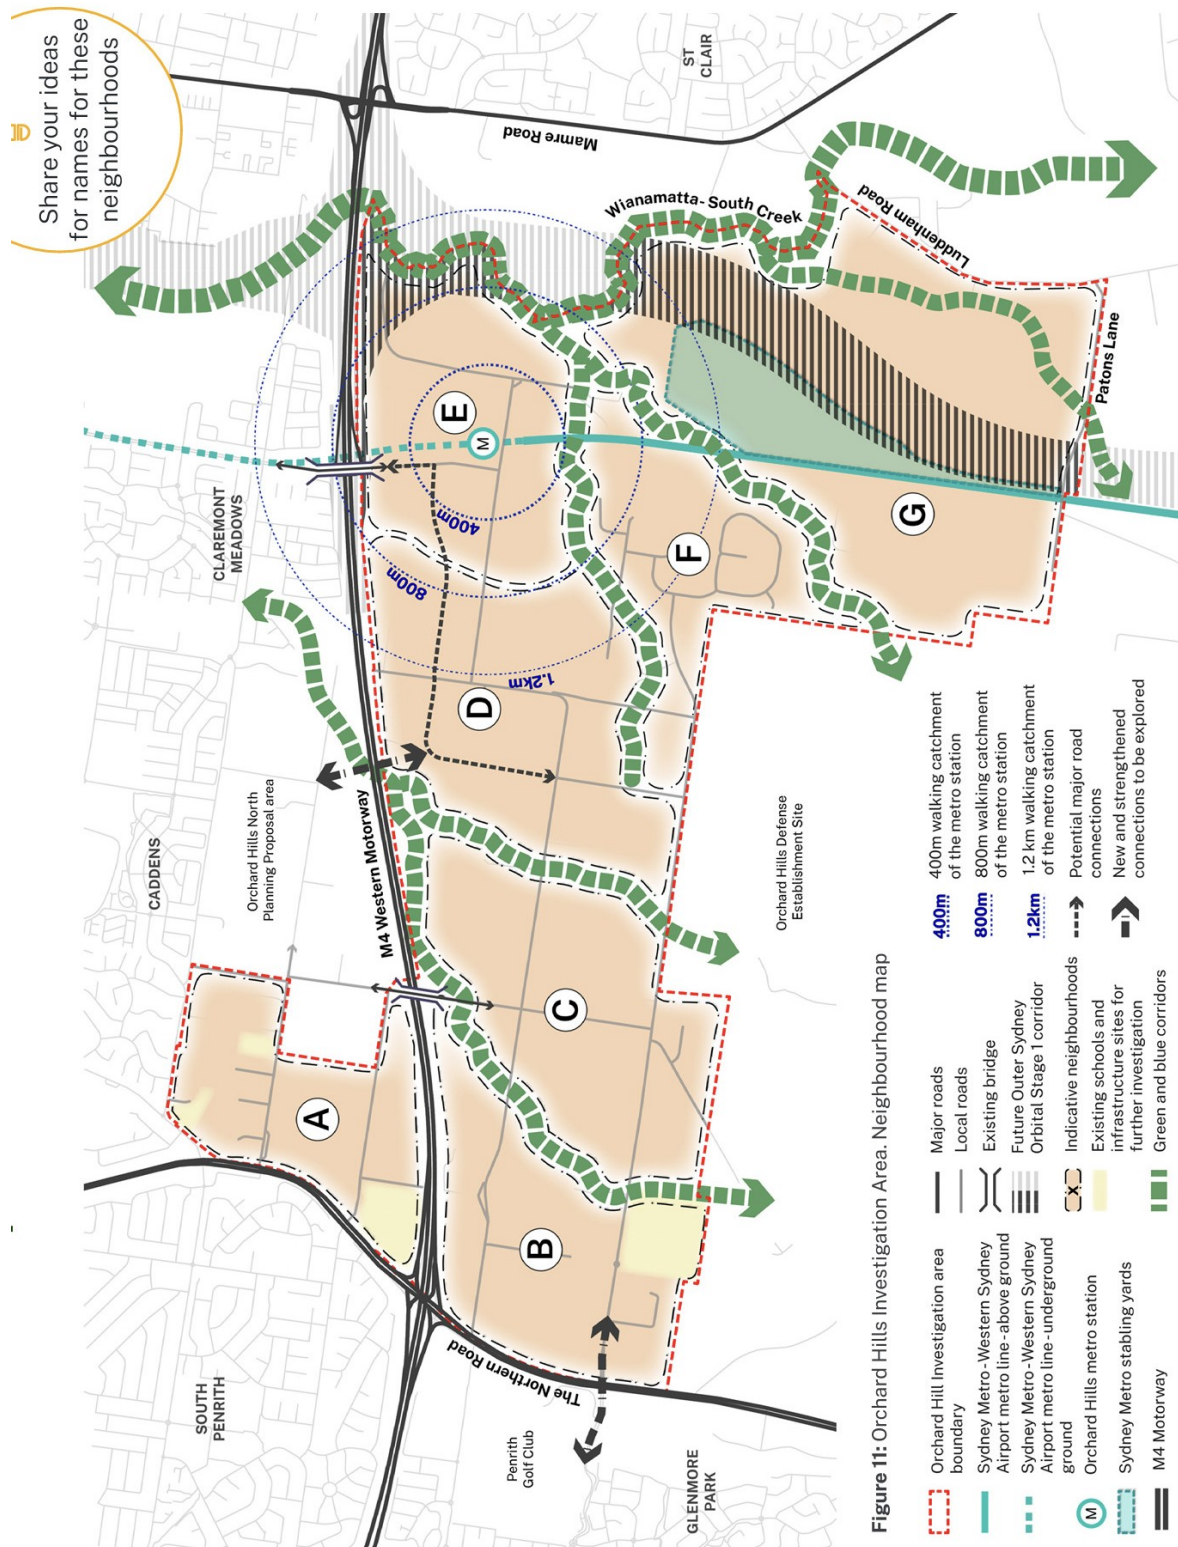 Share your ideas
for names for these
neighbourhoods
ST
CLAIR
Mamre Road
Wianamatta- South Creek
Luddenham Road
Patons Lane
CLAREMONT
MEADOWS
CADDENS
Orchard Hills North
Planning Proposal area
M4 Western Motorway
SOUTH
PENRITH
The Northern Road
Penrith
Golf Club
GLENMORE
PARK
Orchard Hills Defense
Establishment Site
A
B
C
D
E
F
G
M
400m
800m
1.2km
Figure 11: Orchard Hills Investigation Area. Neighbourhood map
Orchard Hill Investigation area
boundary
Sydney Metro - Western Sydney
Airport metro line - above ground
Sydney Metro - Western Sydney
Airport metro line - underground
ground
M
Orchard Hills metro station
Sydney Metro stabling yards
M4 Motorway
Major roads
Local roads
Existing bridge
Future Outer Sydney
Orbital Stage 1 corridor
X
Indicative neighbourhoods
Existing schools and
infrastructure sites for
further investigation
Green and blue corridors
400m
400m walking catchment
of the metro station
800m
800m walking catchment
of the metro station
1.2km
1.2 km walking catchment
of the metro station
Potential major road
connections
New and strengthened
connections to be explored